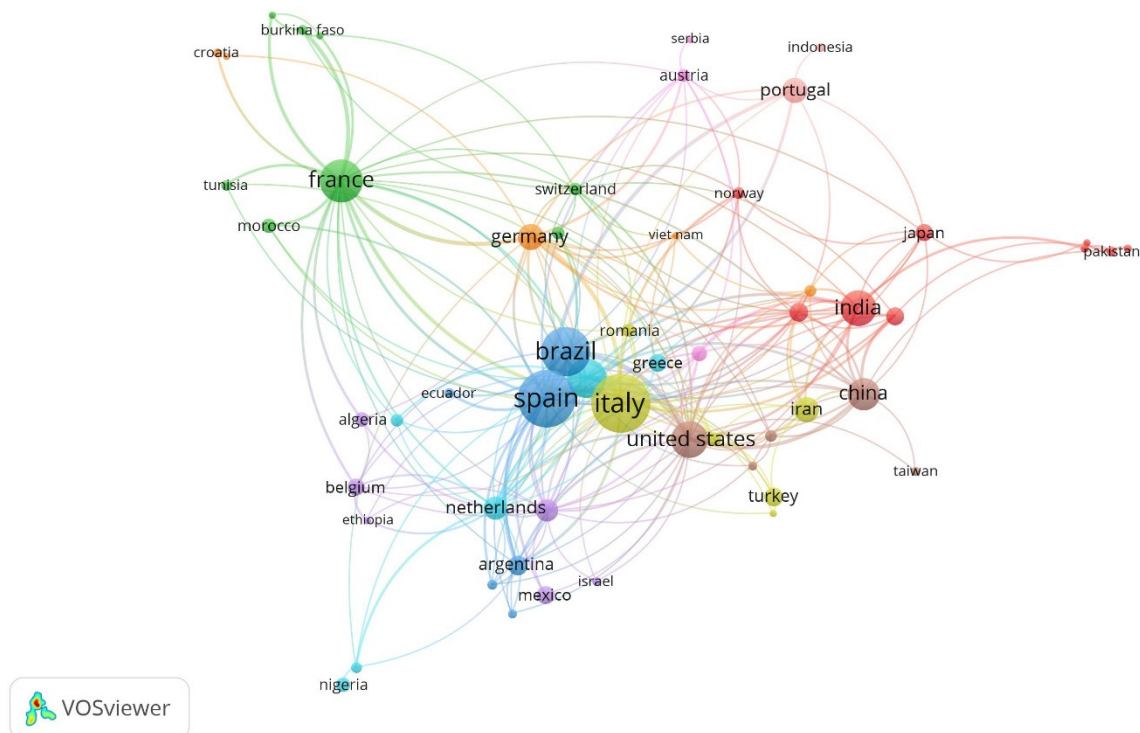 burkina faso
croatia
serbia
indonesia
austria
portugal
france
tunisia
switzerland
norway
morocco
germany
viet nam
japan
pakistan
india
romania
brazil
greece
ecuador
spain
italy
china
iran
algeria
united states
taiwan
belgium
turkey
netherlands
ethiopia
argentina
israel
mexico
nigeria
VOSviewer